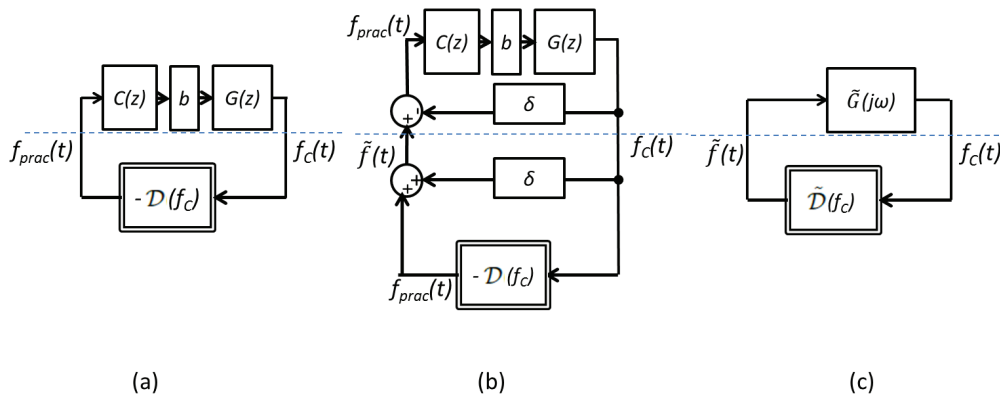 f_prac(t)
C(z) b G(z)
- 𝒟(f_C)
f_C(t)
(a)
f_prac(t)
C(z) b G(z)
+ -
δ
f̃(t)
f_C(t)
+ +
δ
- 𝒟(f_C)
f_prac(t)
(b)
G̃(jω)
f̃(t)
f_C(t)
𝒟̃(f_C)
(c)